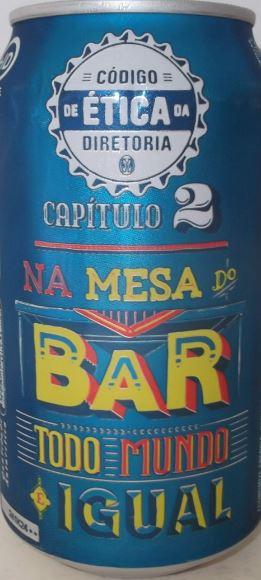 CÓDIGO
DE ÉTICA DA
DIRETORIA
CAPÍTULO 2
NA MESA DO
BAR
TODO MUNDO
É IGUAL